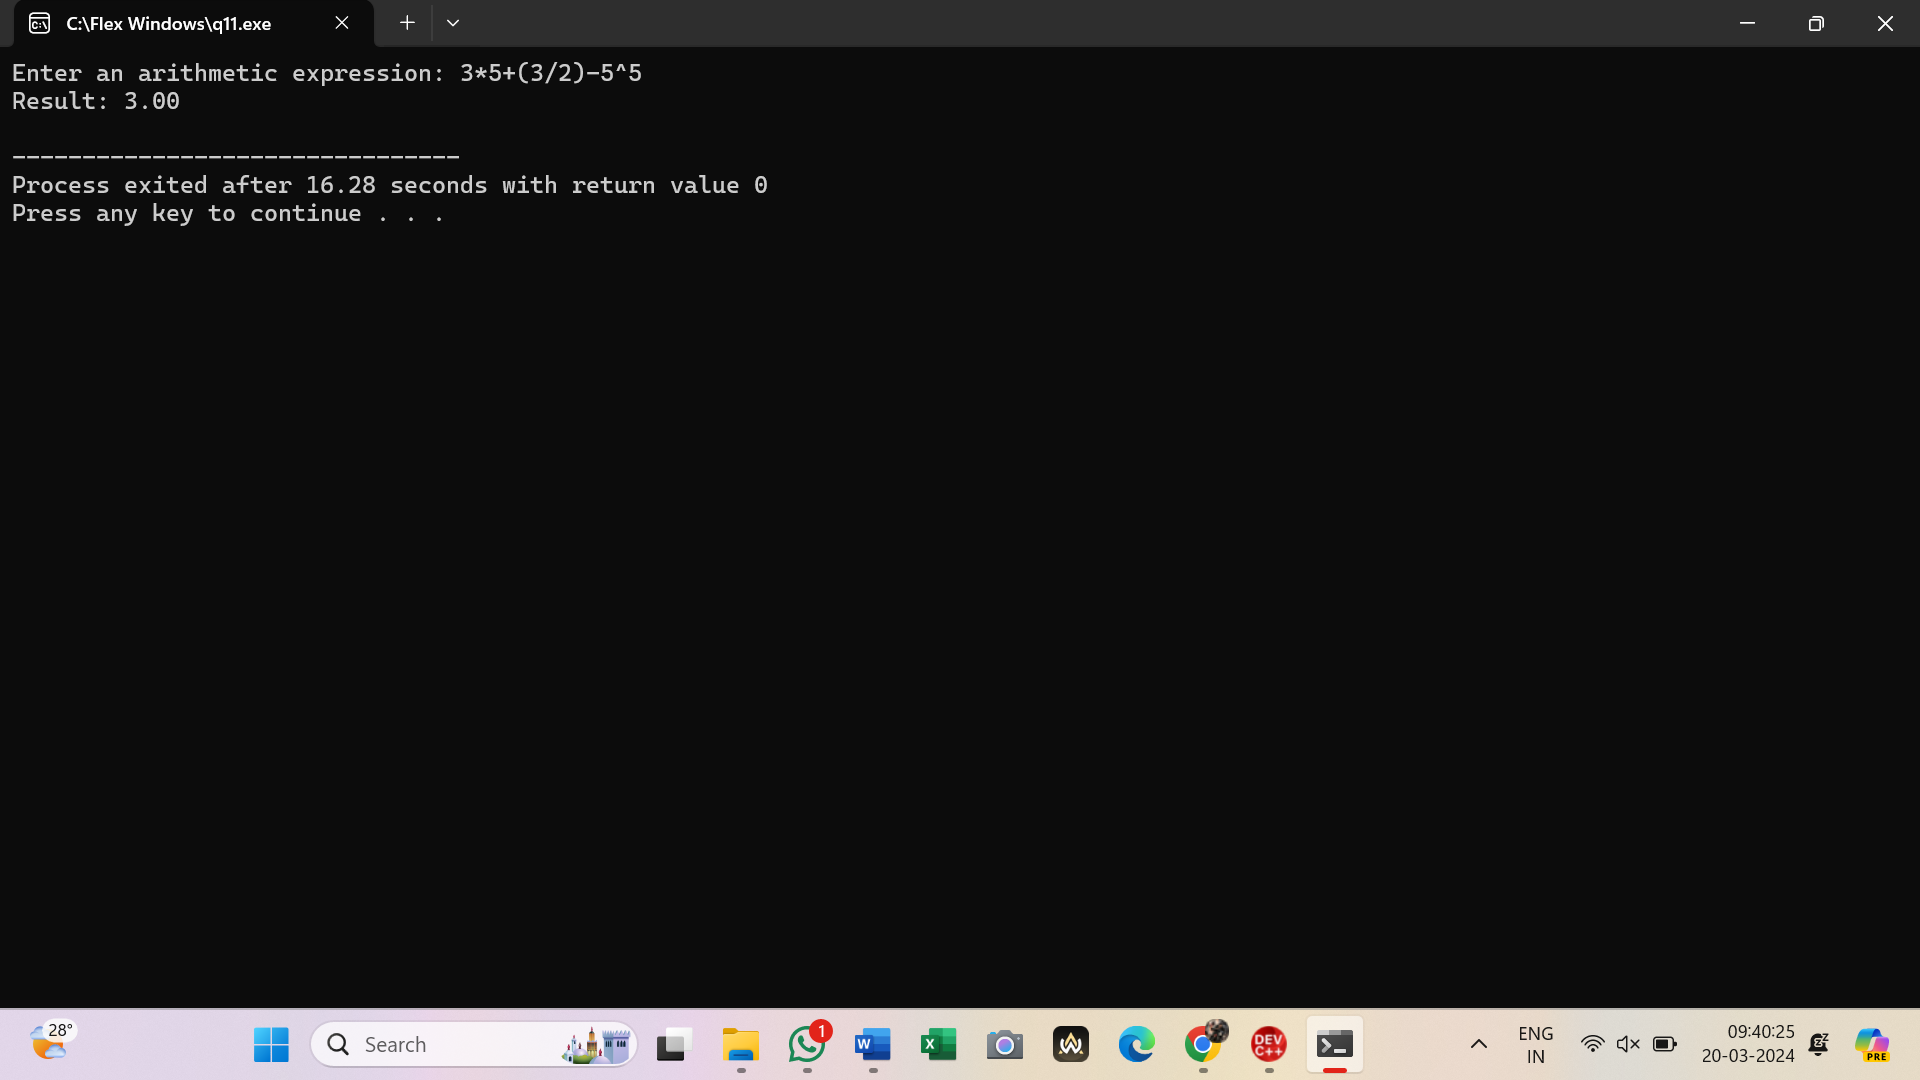 C:\Flex Windows\q11.exe
Enter an arithmetic expression: 3*5+(3/2)-5^5
Result: 3.00
--------------------------------
Process exited after 16.28 seconds with return value 0
Press any key to continue . . .
28°
Search
1
W
X
DEV
C++
ENG
IN
09:40:25
20-03-2024
PRE